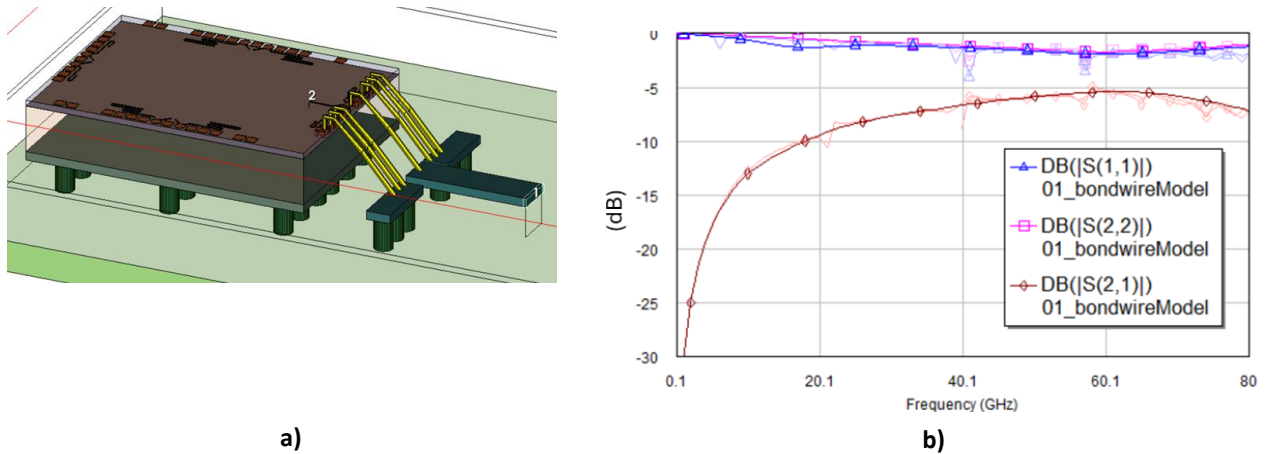 2
1
a)
0
-5
-10
-15
-20
-25
-30
(dB)
DB(|S(1,1)|)
01_bondwireModel
DB(|S(2,2)|)
01_bondwireModel
DB(|S(2,1)|)
01_bondwireModel
0.1 20.1 40.1 60.1 80
Frequency (GHz)
b)